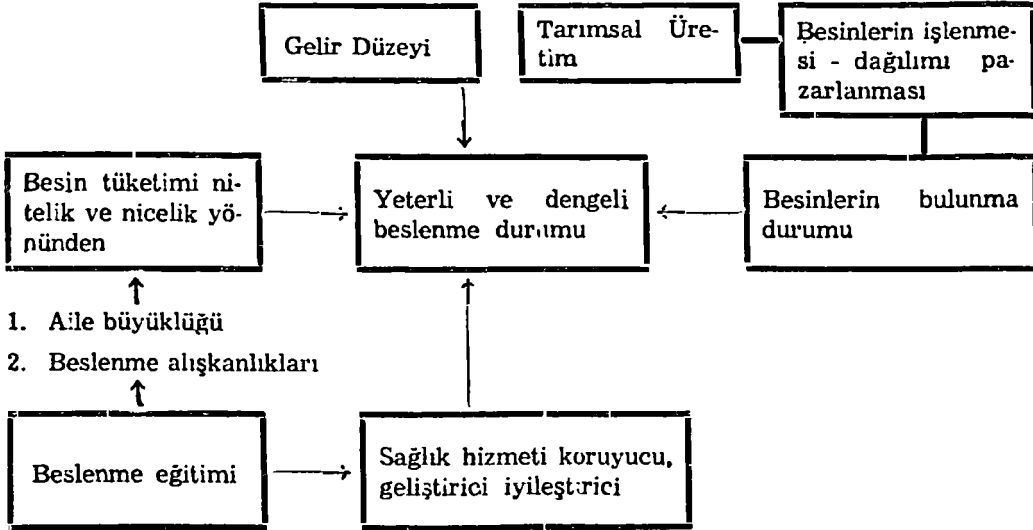 Gelir Düzeyi
Tarımsal Üre-
tim
Besinlerin işlenme-
si - dağılımı pa-
zarlanması
Besin tüketimi ni-
telik ve nicelik yö-
nünden
Yeterli ve dengeli
beslenme durumu
Besinlerin bulunma
durumu
1. Aile büyüklüğü
2. Beslenme alışkanlıkları
Beslenme eğitimi
Sağlık hizmeti koruyucu,
geliştirici iyileştirici